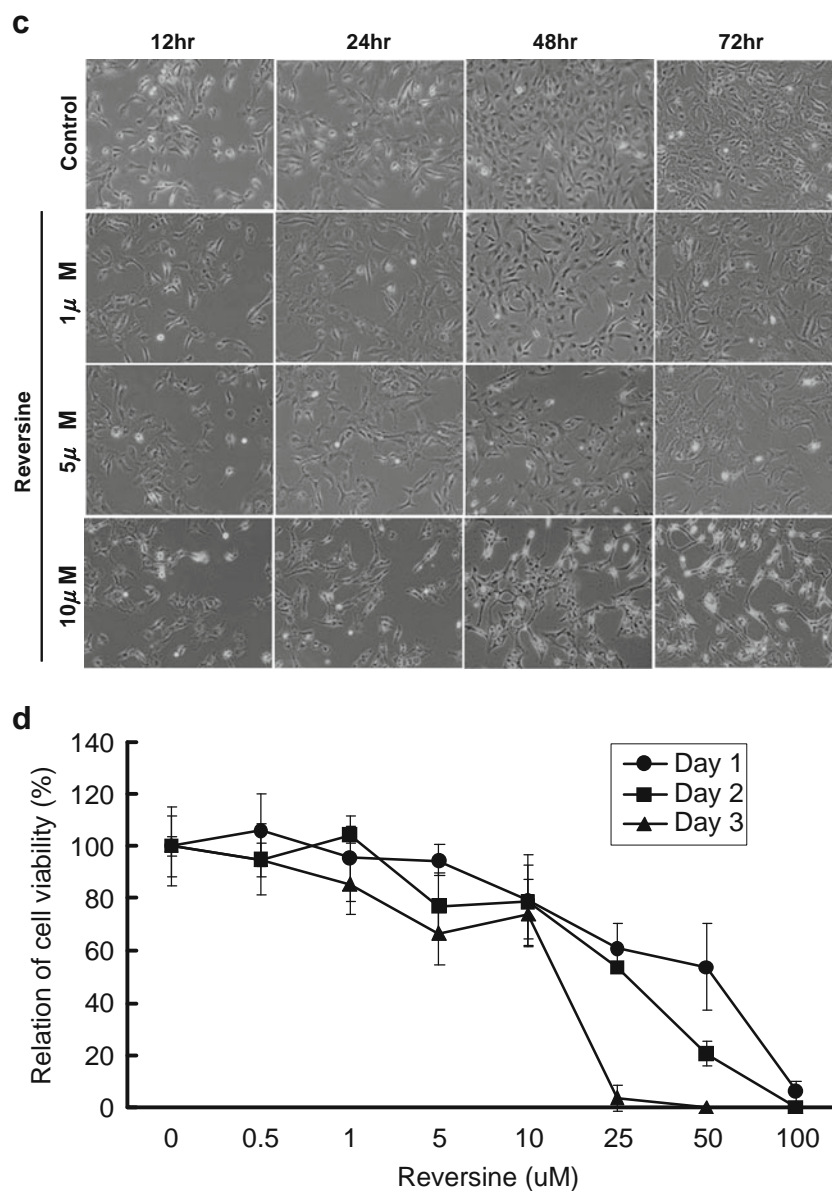 c
12hr 24hr 48hr 72hr
Control
Reversine
1μ M
5μ M
10μM
d
Relation of cell viability (%)
140
120
100
80
60
40
20
0
Day 1
Day 2
Day 3
0 0.5 1 5 10 25 50 100
Reversine (uM)